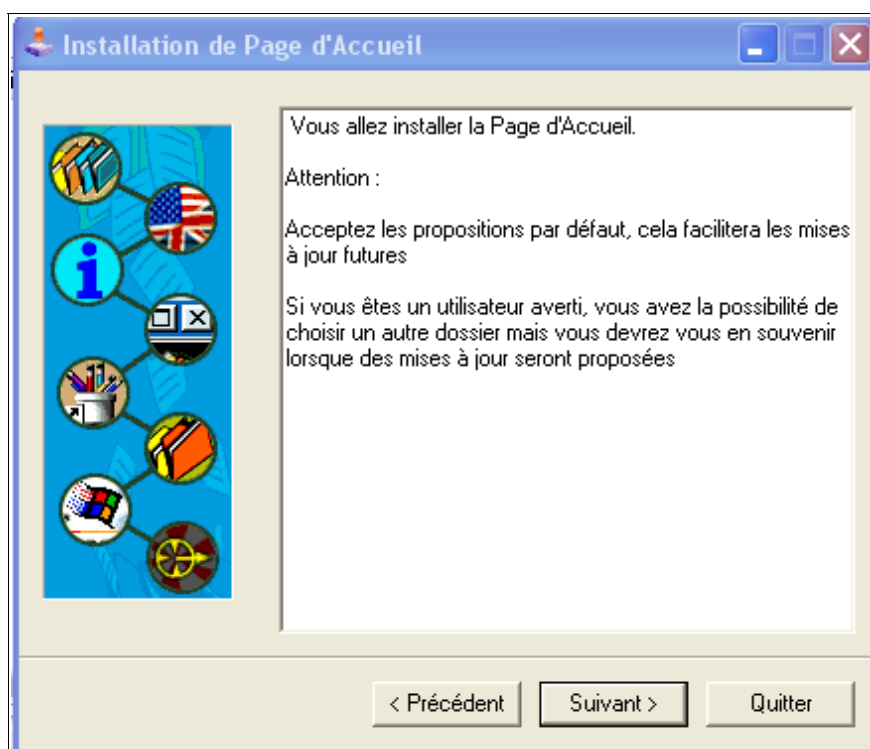 Installation de Page d'Accueil
Vous allez installer la Page d'Accueil.
Attention :
Acceptez les propositions par défaut, cela facilitera les mises
à jour futures
Si vous êtes un utilisateur averti, vous avez la possibilité de
choisir un autre dossier mais vous devrez vous en souvenir
lorsque des mises à jour seront proposées
< Précédent
Suivant >
Quitter